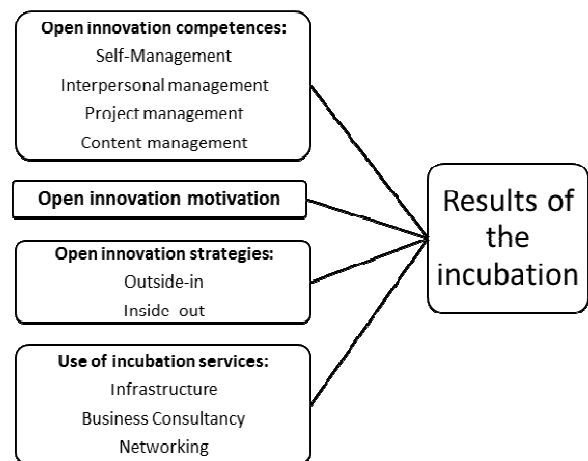 Open innovation competences:
Self-Management
Interpersonal management
Project management
Content management
Open innovation motivation
Open innovation strategies:
Outside-in
Inside out
Use of incubation services:
Infrastructure
Business Consultancy
Networking
Results of
the
incubation